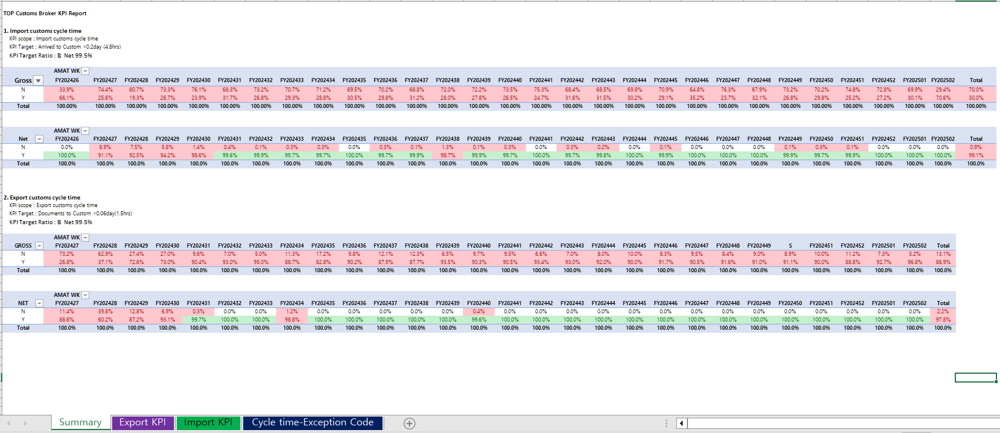 TOP Customs Broker KPI Report
1. Import customs cycle time
KPI scope : Import customs cycle time
KPI Target : Arrived to Custom <0.2day (4.8hrs)
KPI Target Ratio : ≧ Net 99.5%
AMAT WK
Gross FY202426 FY202427 FY202428 FY202429 FY202430 FY202431 FY202432 FY202433 FY202434 FY202435 FY202436 FY202437 FY202438 FY202439 FY202440 FY202441 FY202442 FY202443 FY202444 FY202445 FY202446 FY202447 FY202448 FY202449 FY202450 FY202451 FY202452 FY202501 FY202502 Total
N 33.9% 74.4% 80.7% 73.3% 76.1% 68.3% 73.2% 70.7% 71.2% 69.5% 70.2% 68.8% 72.0% 72.2% 73.5% 75.3% 68.4% 68.5% 69.8% 70.9% 64.8% 76.3% 67.9% 73.2% 70.2% 74.8% 72.8% 69.9% 29.4% 70.0%
Y 66.1% 25.6% 19.3% 26.7% 23.9% 31.7% 26.8% 29.3% 28.8% 30.5% 29.8% 31.2% 28.0% 27.8% 26.5% 24.7% 31.6% 31.5% 30.2% 29.1% 35.2% 23.7% 32.1% 26.8% 29.8% 25.2% 27.2% 30.1% 70.6% 30.0%
Total 100.00% 100.00% 100.00% 100.00% 100.00% 100.00% 100.00% 100.00% 100.00% 100.00% 100.00% 100.00% 100.00% 100.00% 100.00% 100.00% 100.00% 100.00% 100.00% 100.00% 100.00% 100.00% 100.00% 100.00% 100.00% 100.00% 100.00% 100.00% 100.00% 100.00%
AMAT WK
Net FY202426 FY202427 FY202428 FY202429 FY202430 FY202431 FY202432 FY202433 FY202434 FY202435 FY202436 FY202437 FY202438 FY202439 FY202440 FY202441 FY202442 FY202443 FY202444 FY202445 FY202446 FY202447 FY202448 FY202449 FY202450 FY202451 FY202452 FY202501 FY202502 Total
N 0.0% 8.9% 7.5% 5.8% 1.4% 0.4% 0.1% 0.3% 0.3% 0.0% 0.3% 0.1% 1.3% 0.1% 0.3% 0.0% 0.3% 0.2% 0.0% 0.1% 0.0% 0.0% 0.0% 0.1% 0.3% 0.1% 0.0% 0.0% 0.0% 0.9%
Y 100.0% 91.1% 92.5% 94.2% 98.6% 99.6% 99.9% 99.7% 99.7% 100.0% 99.7% 99.9% 98.7% 99.9% 99.7% 100.0% 99.7% 99.8% 100.0% 99.9% 100.0% 100.0% 100.0% 99.9% 99.7% 99.9% 100.0% 100.0% 100.0% 99.1%
Total 100.0% 100.0% 100.0% 100.0% 100.0% 100.0% 100.0% 100.0% 100.0% 100.0% 100.0% 100.0% 100.0% 100.0% 100.0% 100.0% 100.0% 100.0% 100.0% 100.0% 100.0% 100.0% 100.0% 100.0% 100.0% 100.0% 100.0% 100.0% 100.0% 100.0%
2. Export customs cycle time
KPI scope : Export customs cycle time
KPI Target : Documents to Custom <0.06day(1.5hrs)
KPI Target Ratio : ≧ Net 99.5%
AMAT WK
GROSS FY202427 FY202428 FY202429 FY202430 FY202431 FY202432 FY202433 FY202434 FY202435 FY202436 FY202437 FY202438 FY202439 FY202440 FY202441 FY202442 FY202443 FY202444 FY202445 FY202446 FY202447 FY202448 FY202449 S FY202451 FY202452 FY202501 FY202502 Total
N 73.2% 62.9% 27.4% 27.0% 9.6% 7.0% 5.0% 11.3% 17.2% 9.8% 12.1% 12.3% 6.5% 9.7% 9.5% 6.6% 7.0% 8.0% 10.0% 8.3% 9.5% 8.4% 9.0% 8.9% 10.0% 11.2% 7.3% 3.2% 13.1%
Y 26.8% 37.1% 72.6% 73.0% 90.4% 93.0% 95.0% 88.7% 82.8% 90.2% 87.9% 87.7% 93.5% 90.3% 90.5% 93.4% 93.0% 92.0% 90.0% 91.7% 90.5% 91.6% 91.0% 91.1% 90.0% 88.8% 92.7% 96.8% 86.9%
Total 100.0% 100.0% 100.0% 100.0% 100.0% 100.0% 100.0% 100.0% 100.0% 100.0% 100.0% 100.0% 100.0% 100.0% 100.0% 100.0% 100.0% 100.0% 100.0% 100.0% 100.0% 100.0% 100.0% 100.0% 100.0% 100.0% 100.0% 100.0% 100.0%
AMAT WK
NET FY202427 FY202428 FY202429 FY202430 FY202431 FY202432 FY202433 FY202434 FY202435 FY202436 FY202437 FY202438 FY202439 FY202440 FY202441 FY202442 FY202443 FY202444 FY202445 FY202446 FY202447 FY202448 FY202449 FY202450 FY202451 FY202452 FY202501 FY202502 Total
N 11.4% 39.8% 12.8% 6.9% 0.3% 0.0% 0.0% 1.2% 0.0% 0.0% 0.0% 0.0% 0.0% 0.4% 0.0% 0.0% 0.0% 0.0% 0.0% 0.0% 0.0% 0.0% 0.0% 0.0% 0.0% 0.0% 0.0% 0.0% 2.2%
Y 88.6% 60.2% 87.2% 93.1% 99.7% 100.0% 100.0% 98.8% 100.0% 100.0% 100.0% 100.0% 100.0% 99.6% 100.0% 100.0% 100.0% 100.0% 100.0% 100.0% 100.0% 100.0% 100.0% 100.0% 100.0% 100.0% 100.0% 100.0% 97.8%
Total 100.0% 100.0% 100.0% 100.0% 100.0% 100.0% 100.0% 100.0% 100.0% 100.0% 100.0% 100.0% 100.0% 100.0% 100.0% 100.0% 100.0% 100.0% 100.0% 100.0% 100.0% 100.0% 100.0% 100.0% 100.0% 100.0% 100.0% 100.0% 100.0%
Summary Export KPI Import KPI Cycle time-Exception Code